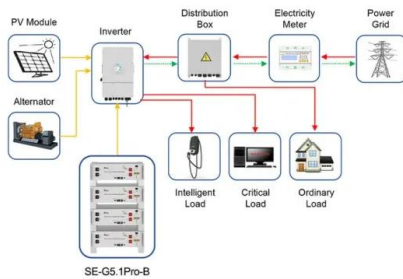 PV Module
Inverter
Distribution
Box
Electricity
Meter
Power
Grid
Alternator
Intelligent
Load
Critical
Load
Ordinary
Load
SE-G5.1Pro-B